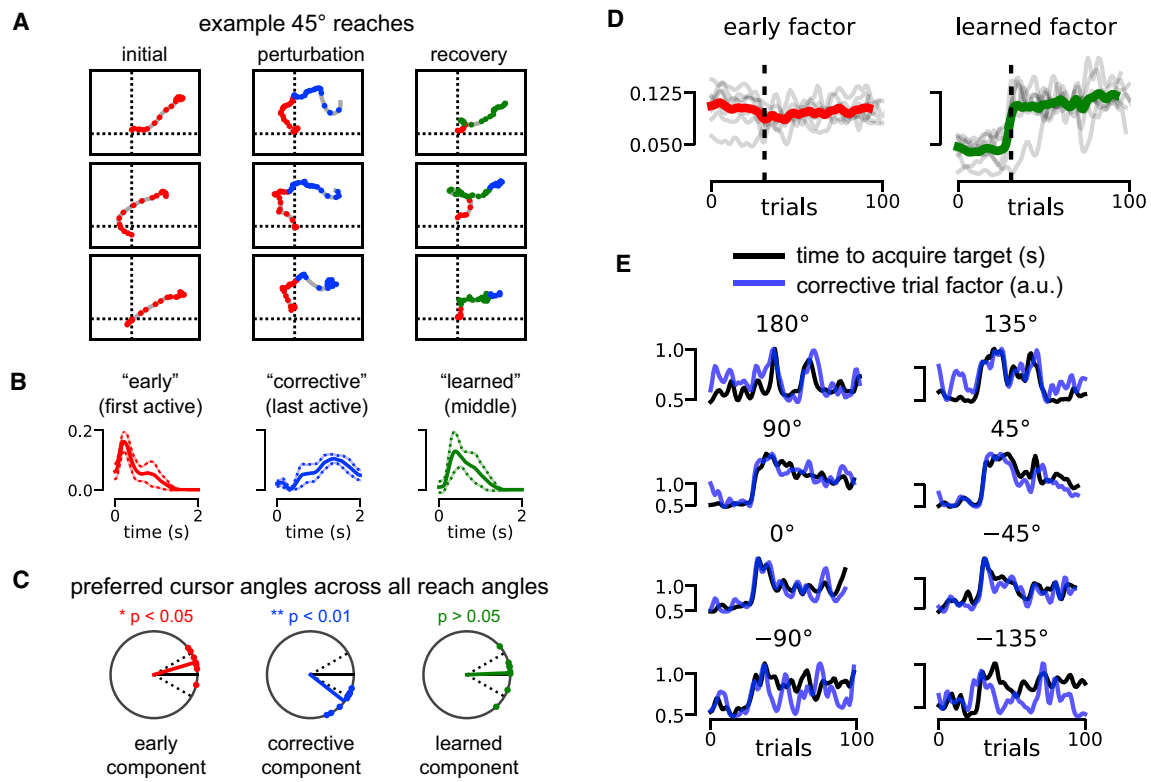 A
example 45° reaches
initial
perturbation
recovery
B
"early"
(first active)
"corrective"
(last active)
"learned"
(middle)
0.2
0.0
0
2
time (s)
0
2
time (s)
0
2
time (s)
C
preferred cursor angles across all reach angles
* p < 0.05
** p < 0.01
p > 0.05
early
component
corrective
component
learned
component
D
early factor
learned factor
0.125
0.050
0
100
trials
0
100
trials
E
time to acquire target (s)
corrective trial factor (a.u.)
180°
135°
1.0
0.5
90°
45°
1.0
0.5
0°
−45°
1.0
0.5
−90°
−135°
1.0
0.5
0
100
trials
0
100
trials